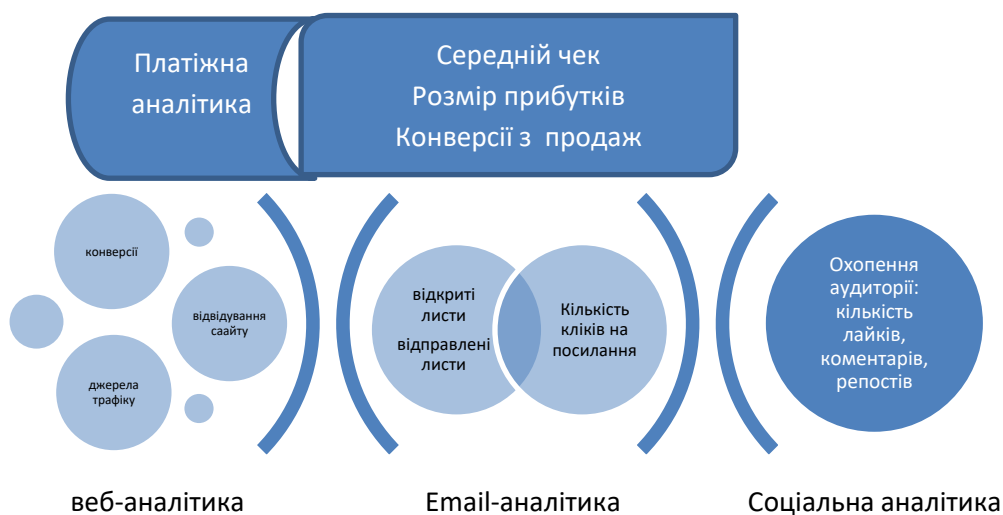 Платіжна
аналітика
Середній чек
Розмір прибутків
Конверсії з продаж
конверсії
відвідування
саайту
джерела
трафіку
відкриті
листи
відправлені
листи
Кількість
кліків на
посилання
Охопення
аудиторії:
кількість
лайків,
коментарів,
репостів
веб-аналітика
Email-аналітика
Соціальна аналітика